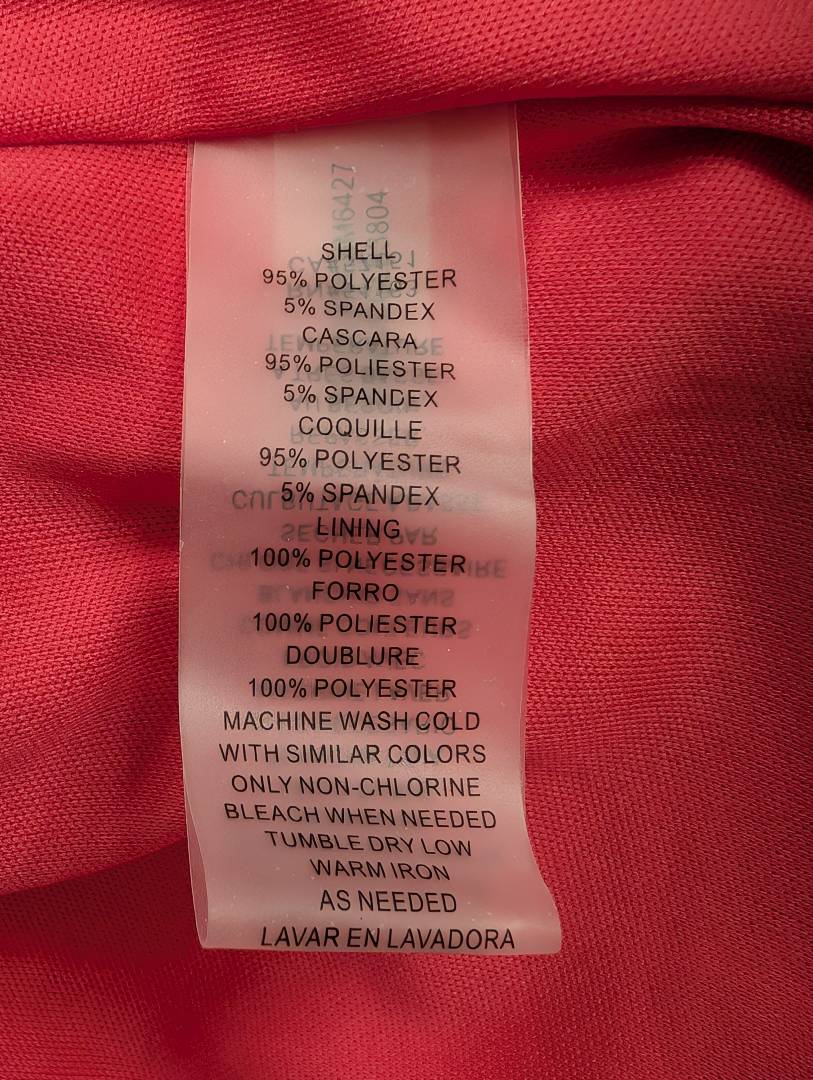 M6427
804
SHELL
95% POLYESTER
5% SPANDEX
CASCARA
95% POLIESTER
5% SPANDEX
COQUILLE
95% POLYESTER
5% SPANDEX
LINING
100% POLYESTER
FORRO
100% POLIESTER
DOUBLURE
100% POLYESTER
MACHINE WASH COLD
WITH SIMILAR COLORS
ONLY NON-CHLORINE
BLEACH WHEN NEEDED
TUMBLE DRY LOW
WARM IRON
AS NEEDED
LAVAR EN LAVADORA